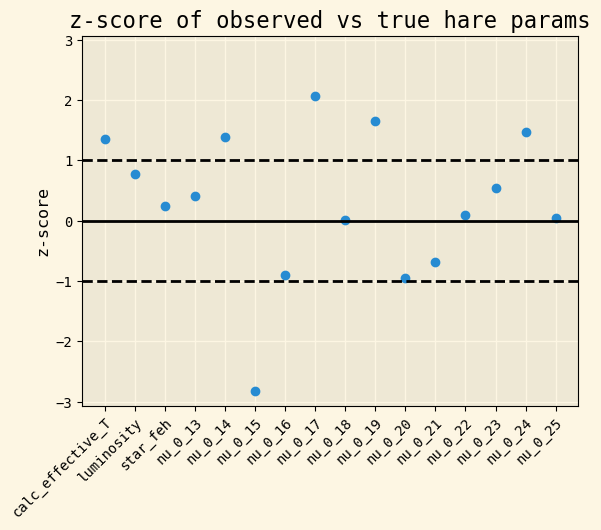 z-score of observed vs true hare params
3
2
1
0
−1
−2
−3
z-score
calc_effective_T
luminosity
star_feh
nu_0_13
nu_0_14
nu_0_15
nu_0_16
nu_0_17
nu_0_18
nu_0_19
nu_0_20
nu_0_21
nu_0_22
nu_0_23
nu_0_24
nu_0_25